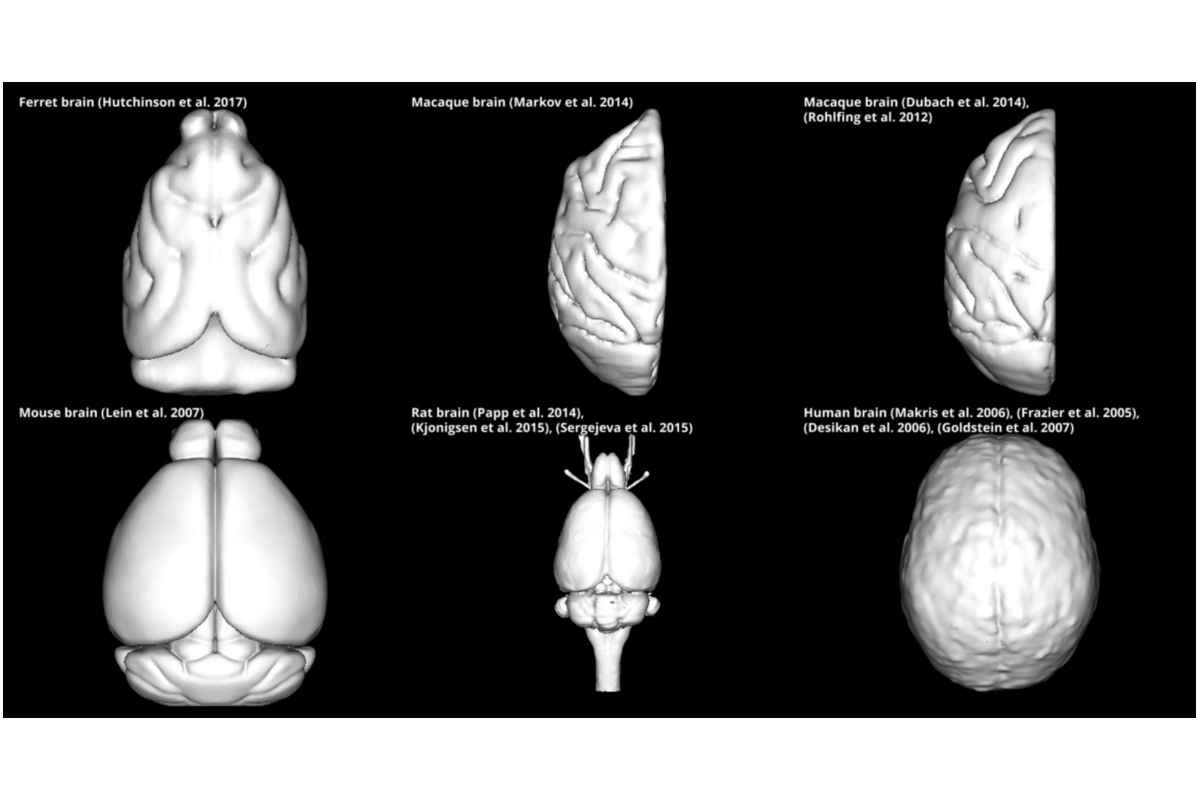 Ferret brain (Hutchinson et al. 2017)
Macaque brain (Markov et al. 2014)
Macaque brain (Dubach et al. 2014),
(Rohlfing et al. 2012)
Mouse brain (Lein et al. 2007)
Rat brain (Papp et al. 2014),
(Kjonigsen et al. 2015), (Sergejeva et al. 2015)
Human brain (Makris et al. 2006), (Frazier et al. 2005),
(Desikan et al. 2006), (Goldstein et al. 2007)